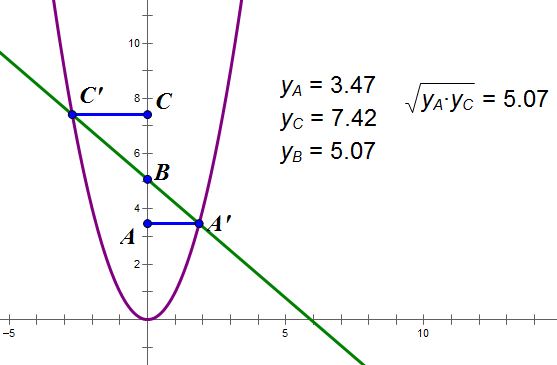 10
C'
C
8
6
B
4
A
A'
2
−5
5
10
y_A = 3.47
y_C = 7.42
y_B = 5.07
√(y_A·y_C) = 5.07